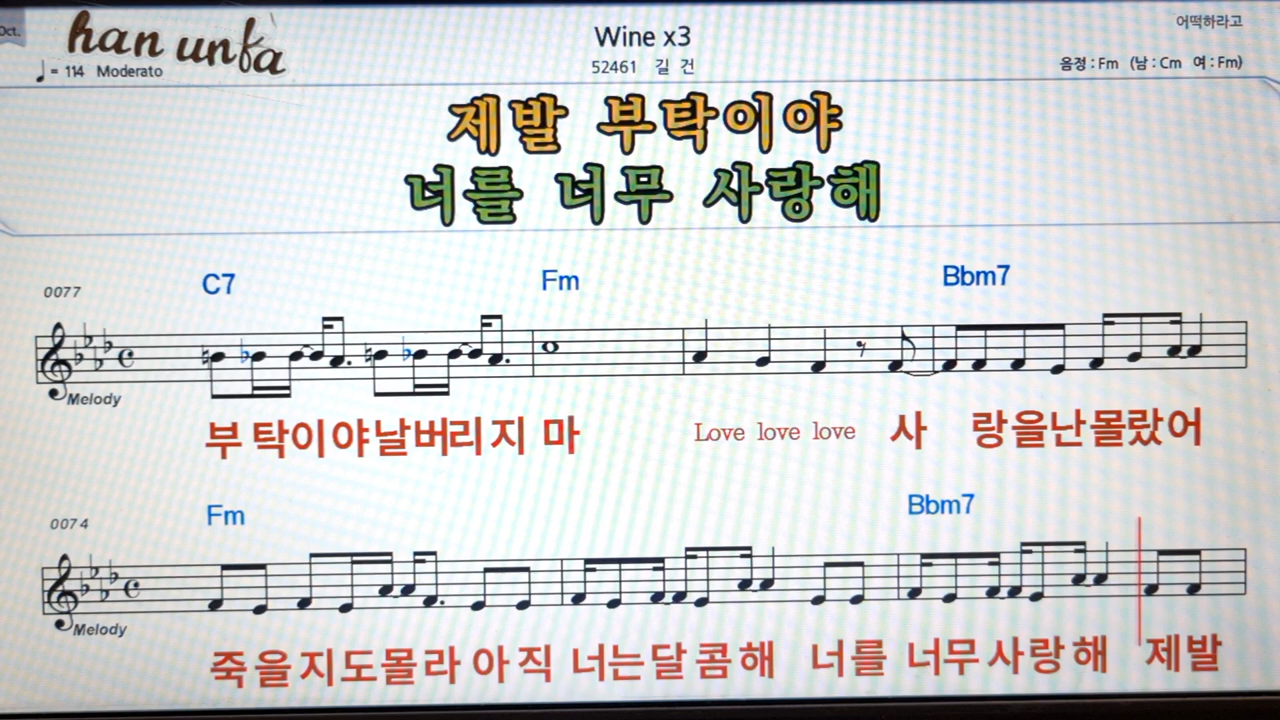 Oct.
han unfa
♩= 114 Moderato
Wine x3
52461 길 건
어떡하라고
음정 : Fm (남 : Cm 여 : Fm)
제발 부탁이야
너를 너무 사랑해
0077
C7 Fm Bbm7
Melody
부 탁이야날버리지 마 Love love love 사 랑을난몰랐어
0074
Fm Bbm7
Melody
죽을지도몰라 아직 너는달콤해 너를 너무사랑해 제발